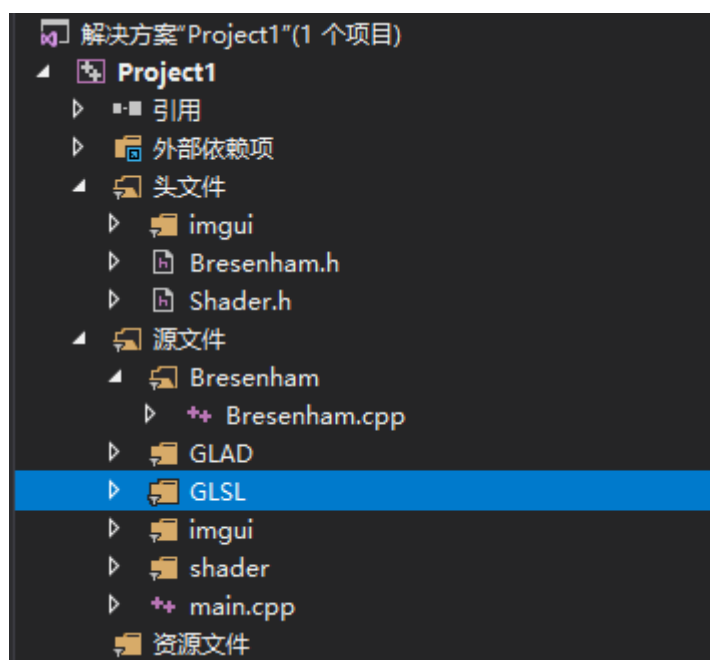 解决方案"Project1"(1 个项目)
Project1
引用
外部依赖项
头文件
imgui
Bresenham.h
Shader.h
源文件
Bresenham
Bresenham.cpp
GLAD
GLSL
imgui
shader
main.cpp
资源文件